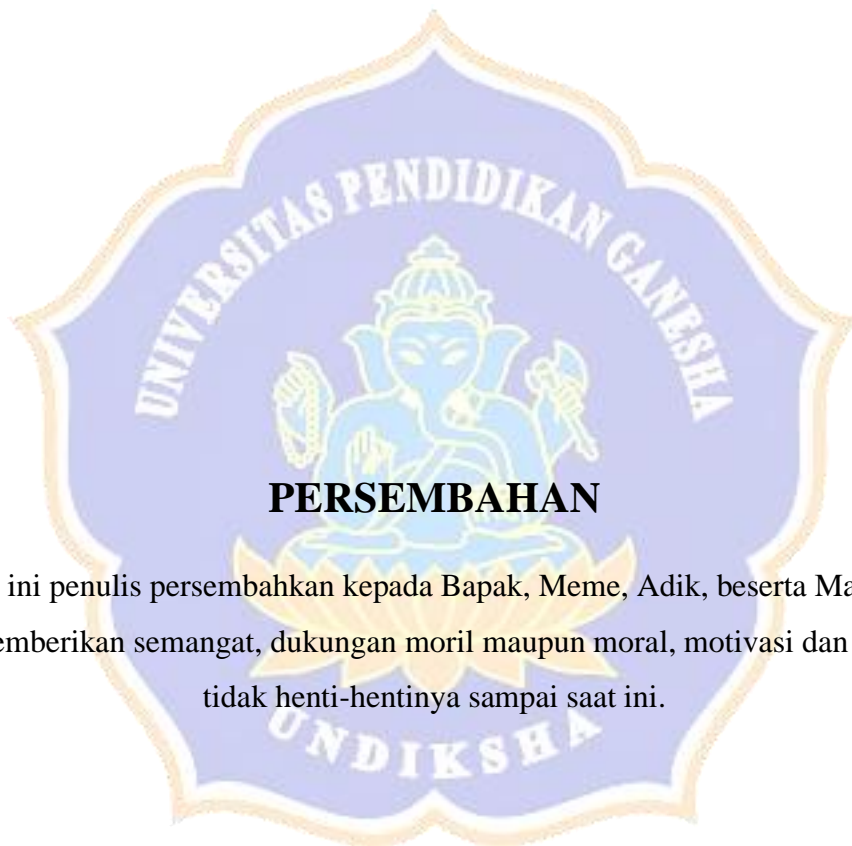 UNIVERSITAS PENDIDIKAN GANESHA
PERSEMBAHAN
ini penulis persembahkan kepada Bapak, Meme, Adik, beserta Ma
emberikan semangat, dukungan moril maupun moral, motivasi dan
tidak henti-hentinya sampai saat ini.
UNDIKSHA